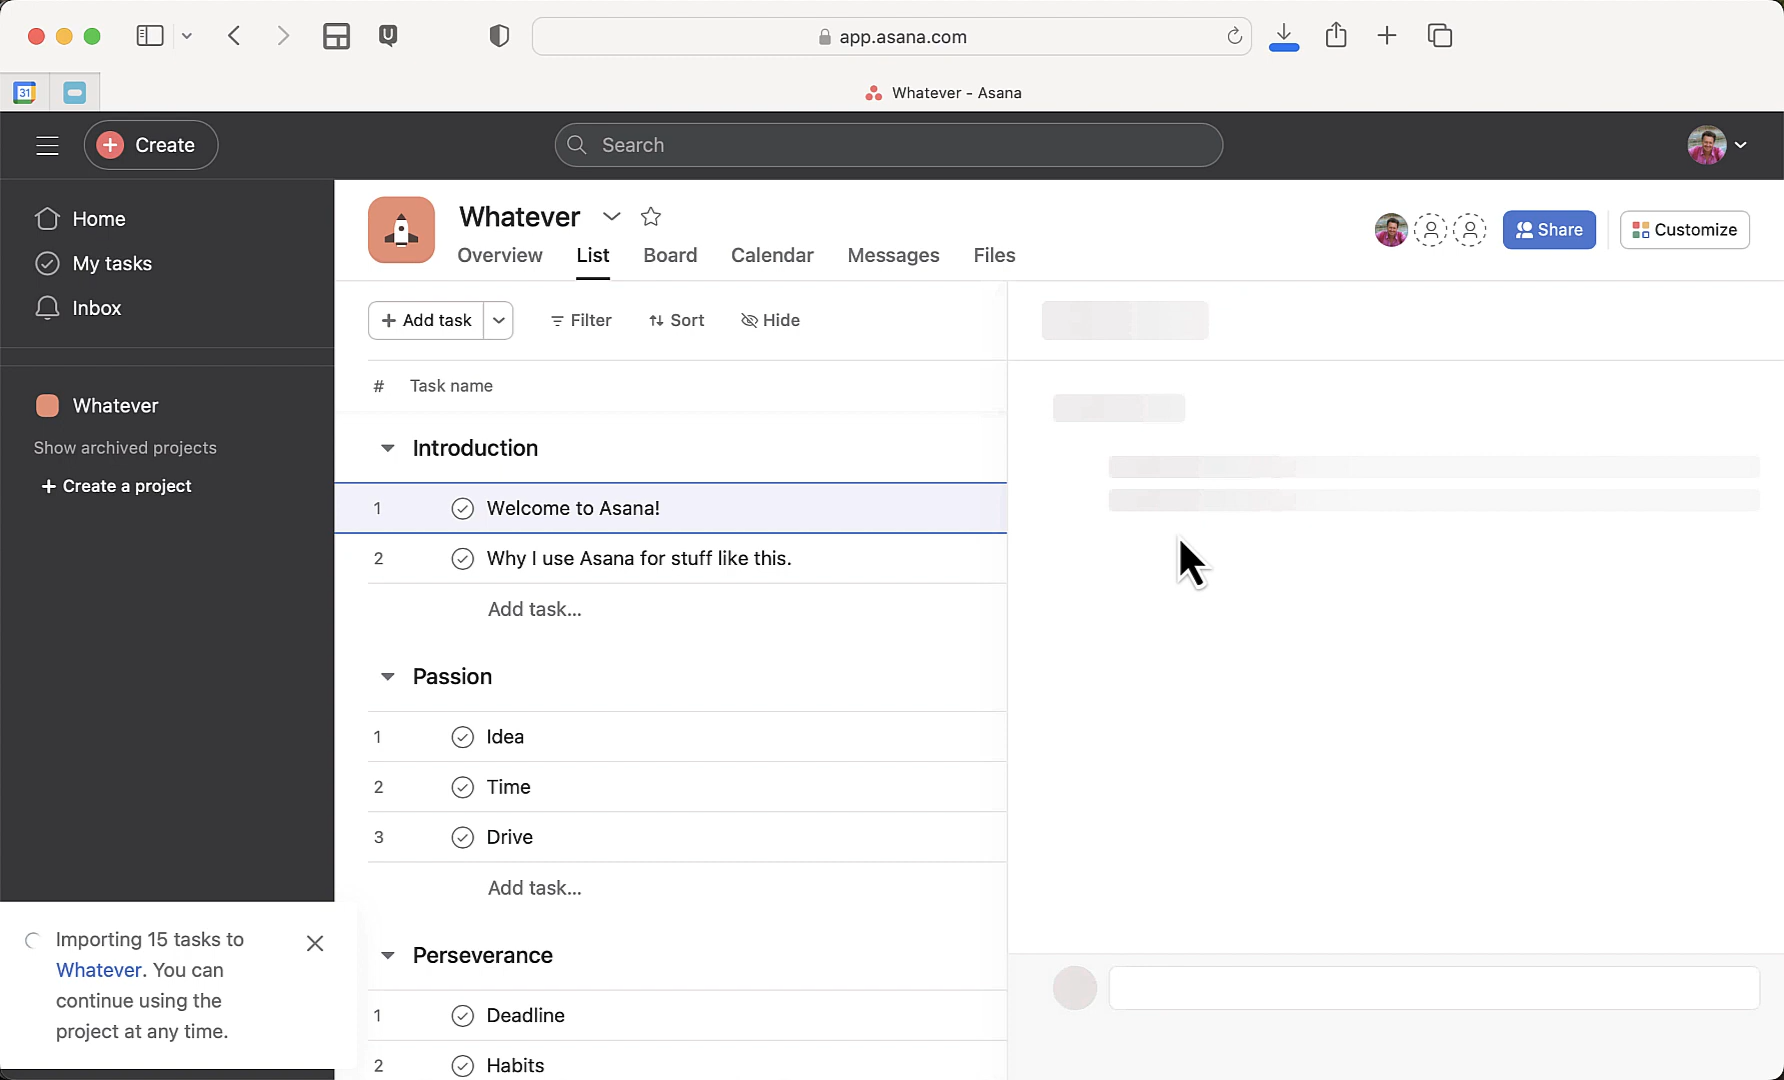 app.asana.com
31
Whatever - Asana
Create
Search
Home
My tasks
Inbox
Whatever
Show archived projects
+ Create a project
Whatever
Overview
List
Board
Calendar
Messages
Files
Share
Customize
+ Add task
Filter
Sort
Hide
# Task name
Introduction
1 Welcome to Asana!
2 Why I use Asana for stuff like this.
Add task...
Passion
1 Idea
2 Time
3 Drive
Add task...
Perseverance
1 Deadline
2 Habits
Importing 15 tasks to
Whatever. You can
continue using the
project at any time.